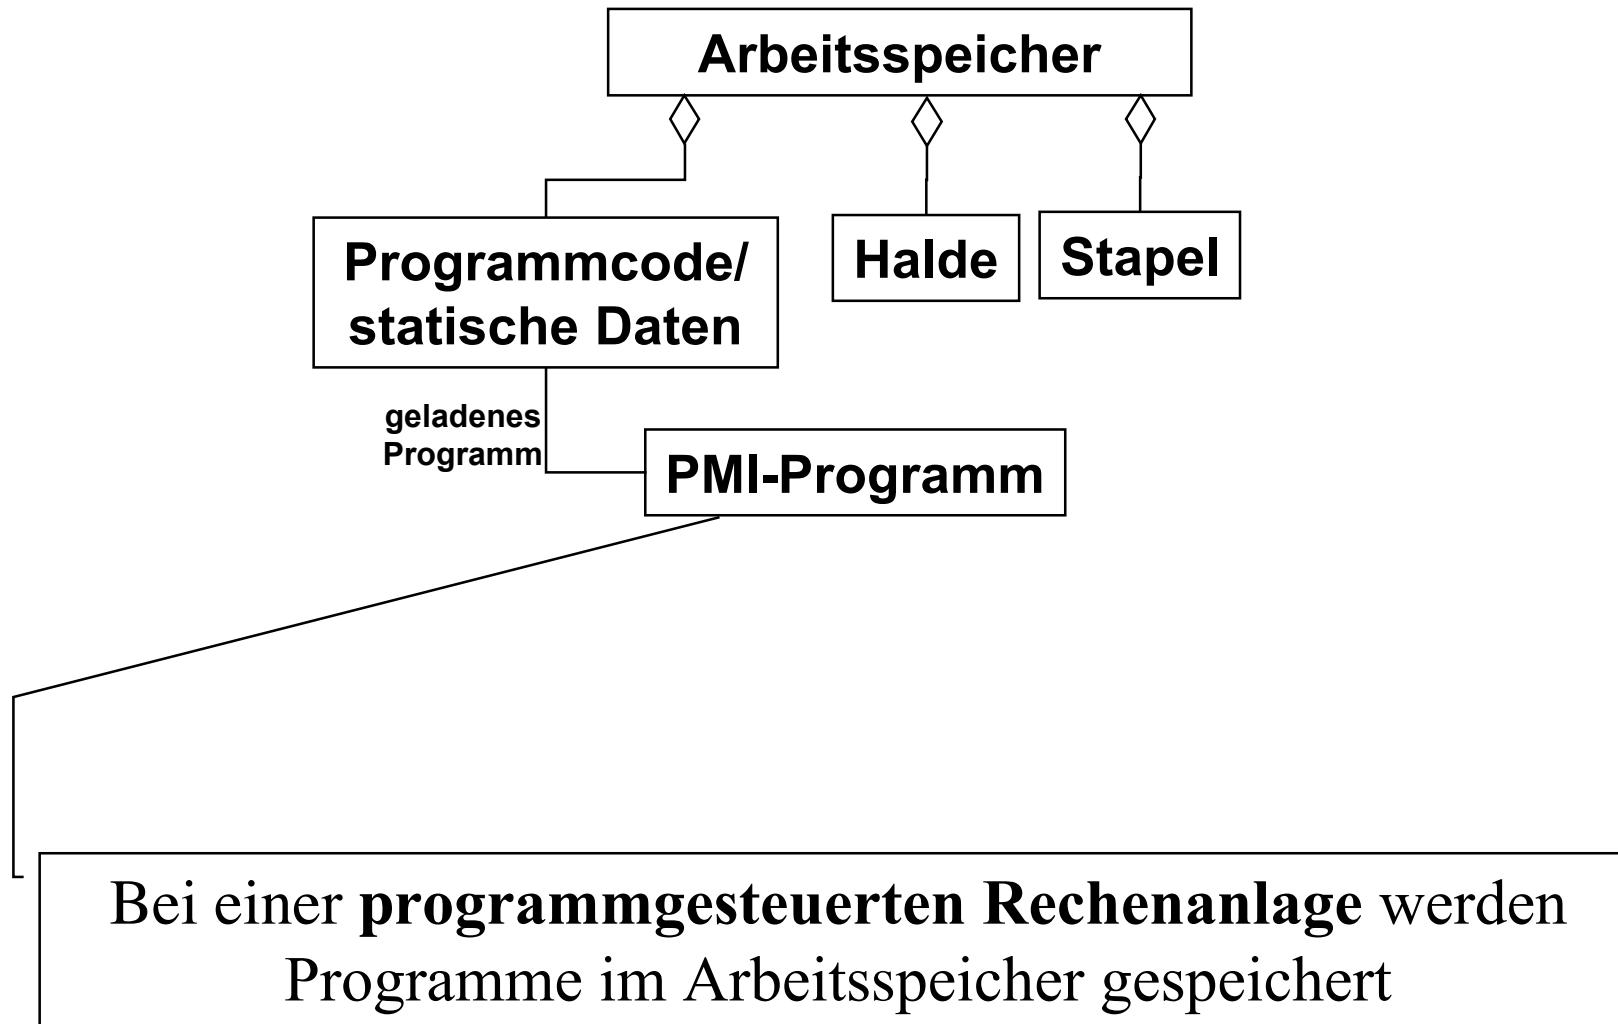 Arbeitsspeicher
Programmcode/
statische Daten
Halde
Stapel
geladenes
Programm
PMI-Programm
Bei einer programmgesteuerten Rechenanlage werden
Programme im Arbeitsspeicher gespeichert